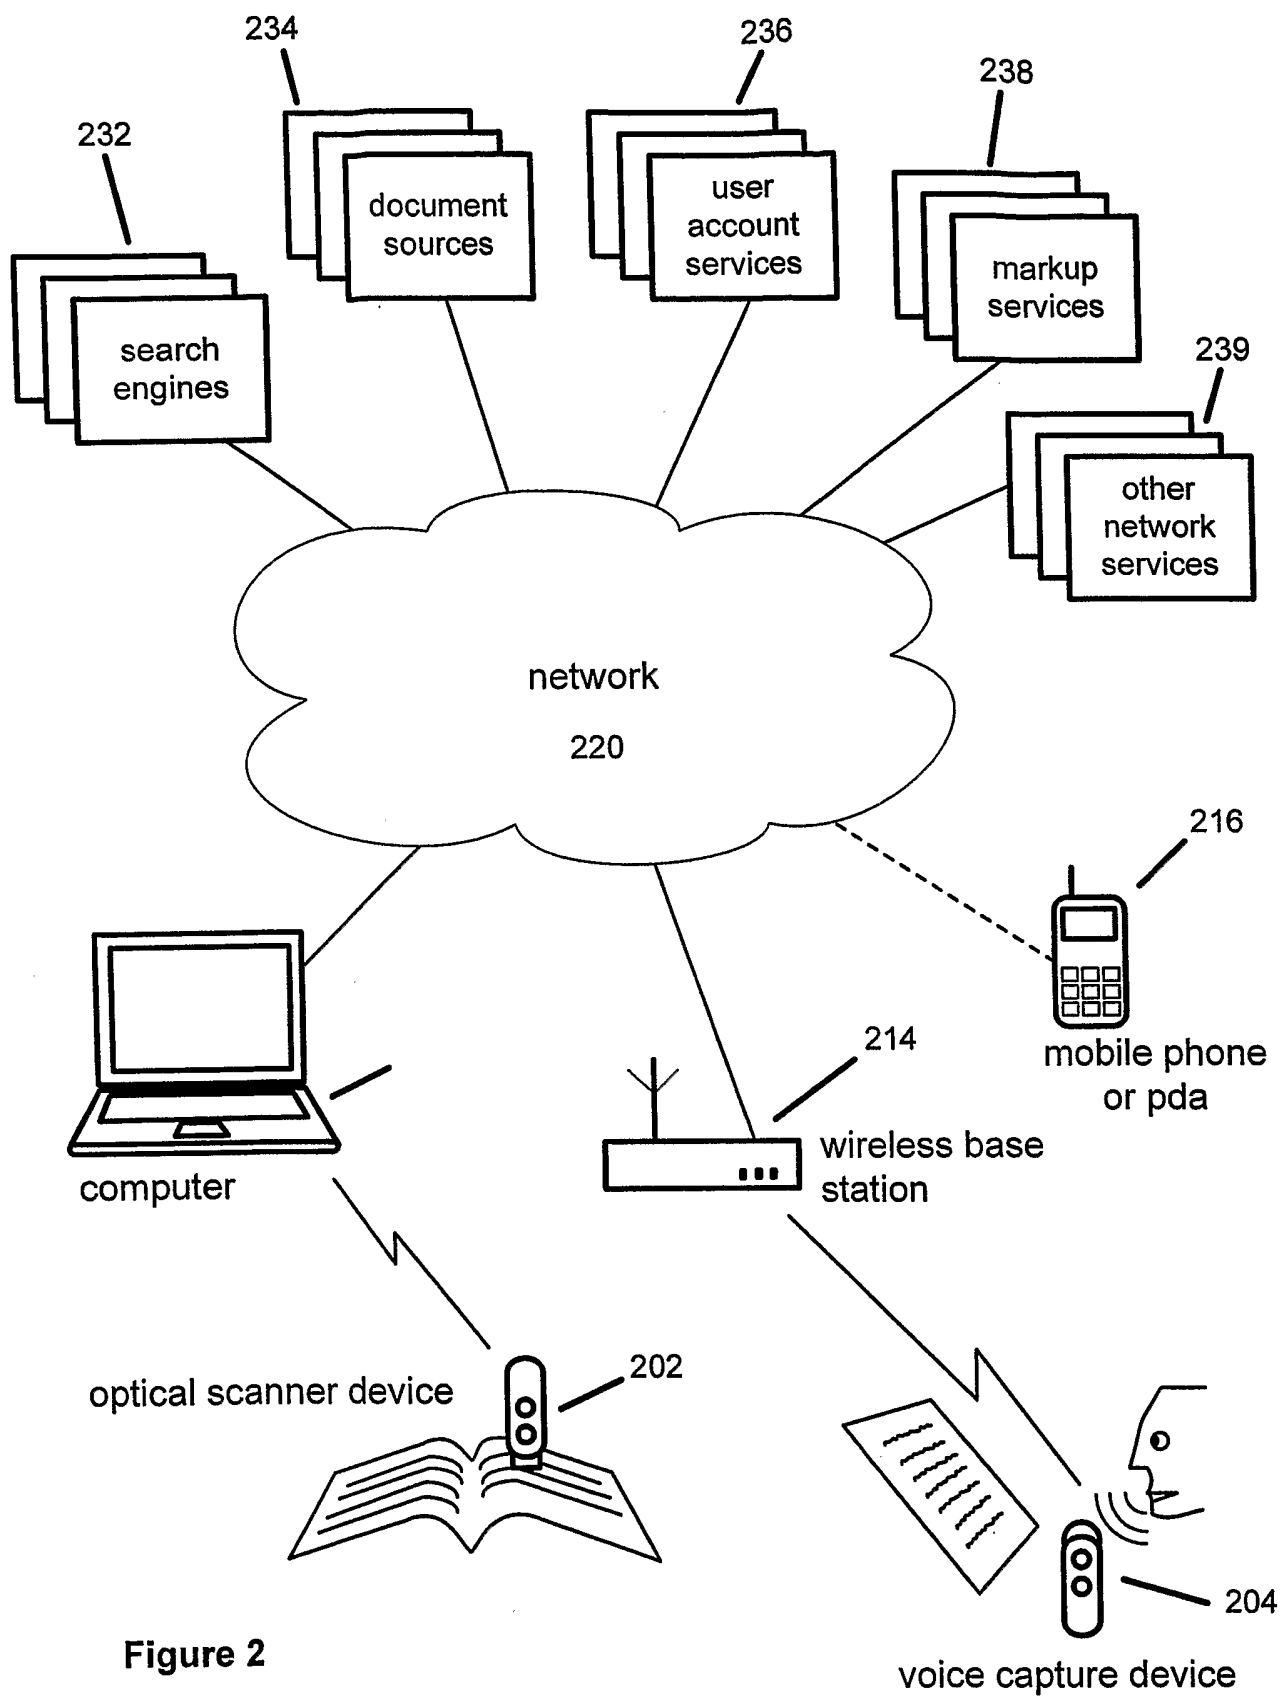 234
236
238
232
document
sources
user
account
services
markup
services
search
engines
239
other
network
services
network
220
216
mobile phone
or pda
214
wireless base
station
computer
202
optical scanner device
204
Figure 2
voice capture device